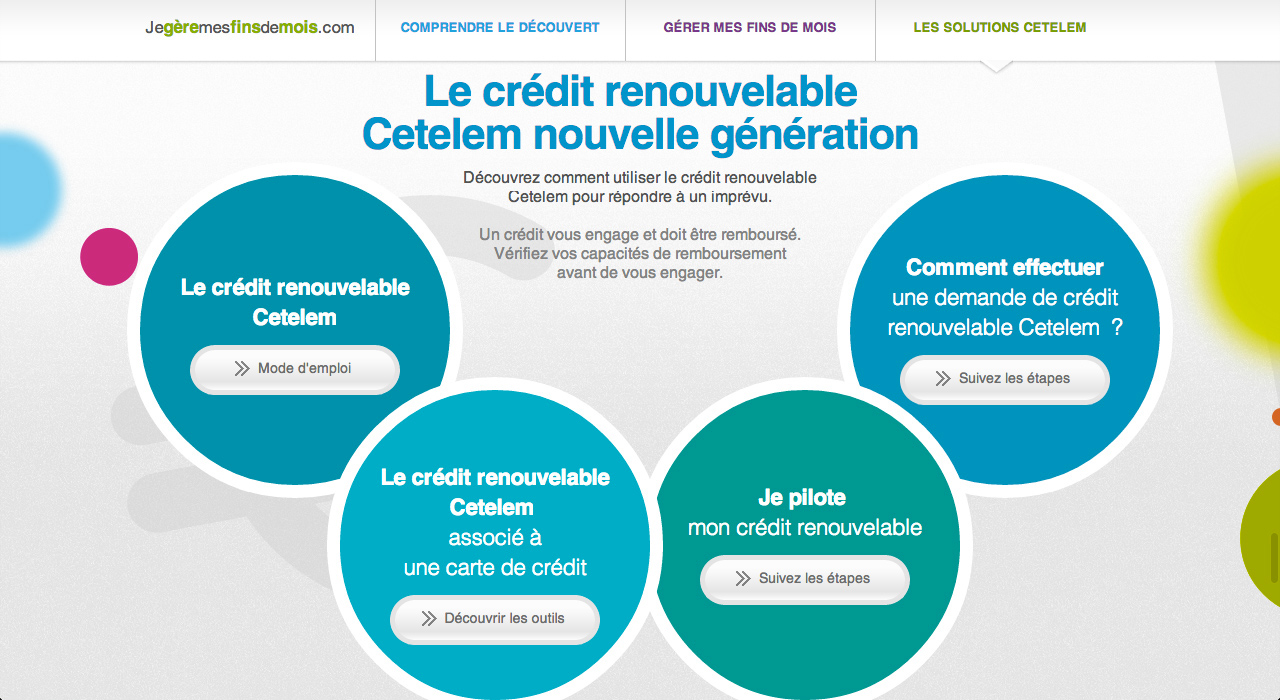 Jegèremesfinsdemois.com
COMPRENDRE LE DÉCOUVERT
GÉRER MES FINS DE MOIS
LES SOLUTIONS CETELEM
Le crédit renouvelable
Cetelem nouvelle génération
Découvrez comment utiliser le crédit renouvelable
Cetelem pour répondre à un imprévu.
Un crédit vous engage et doit être remboursé.
Vérifiez vos capacités de remboursement
avant de vous engager.
Le crédit renouvelable
Cetelem
Mode d'emploi
Le crédit renouvelable
Cetelem
associé à
une carte de crédit
Découvrir les outils
Je pilote
mon crédit renouvelable
Suivez les étapes
Comment effectuer
une demande de crédit
renouvelable Cetelem ?
Suivez les étapes